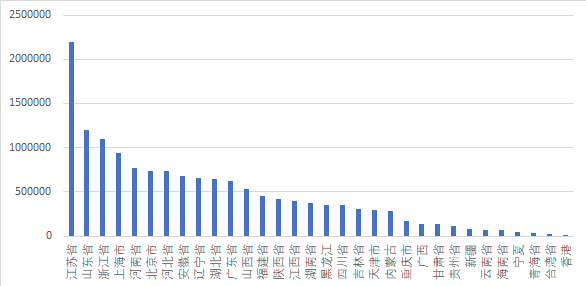 2500000
2000000
1500000
1000000
500000
0
江苏省
山东省
浙江省
上海市
河南省
北京市
河北省
安徽省
辽宁省
湖北省
广东省
山西省
福建省
陕西省
江西省
湖南省
黑龙江
四川省
吉林省
天津市
内蒙古
重庆市
广西
甘肃省
贵州省
新疆
云南省
海南省
宁夏
青海省
台湾省
香港